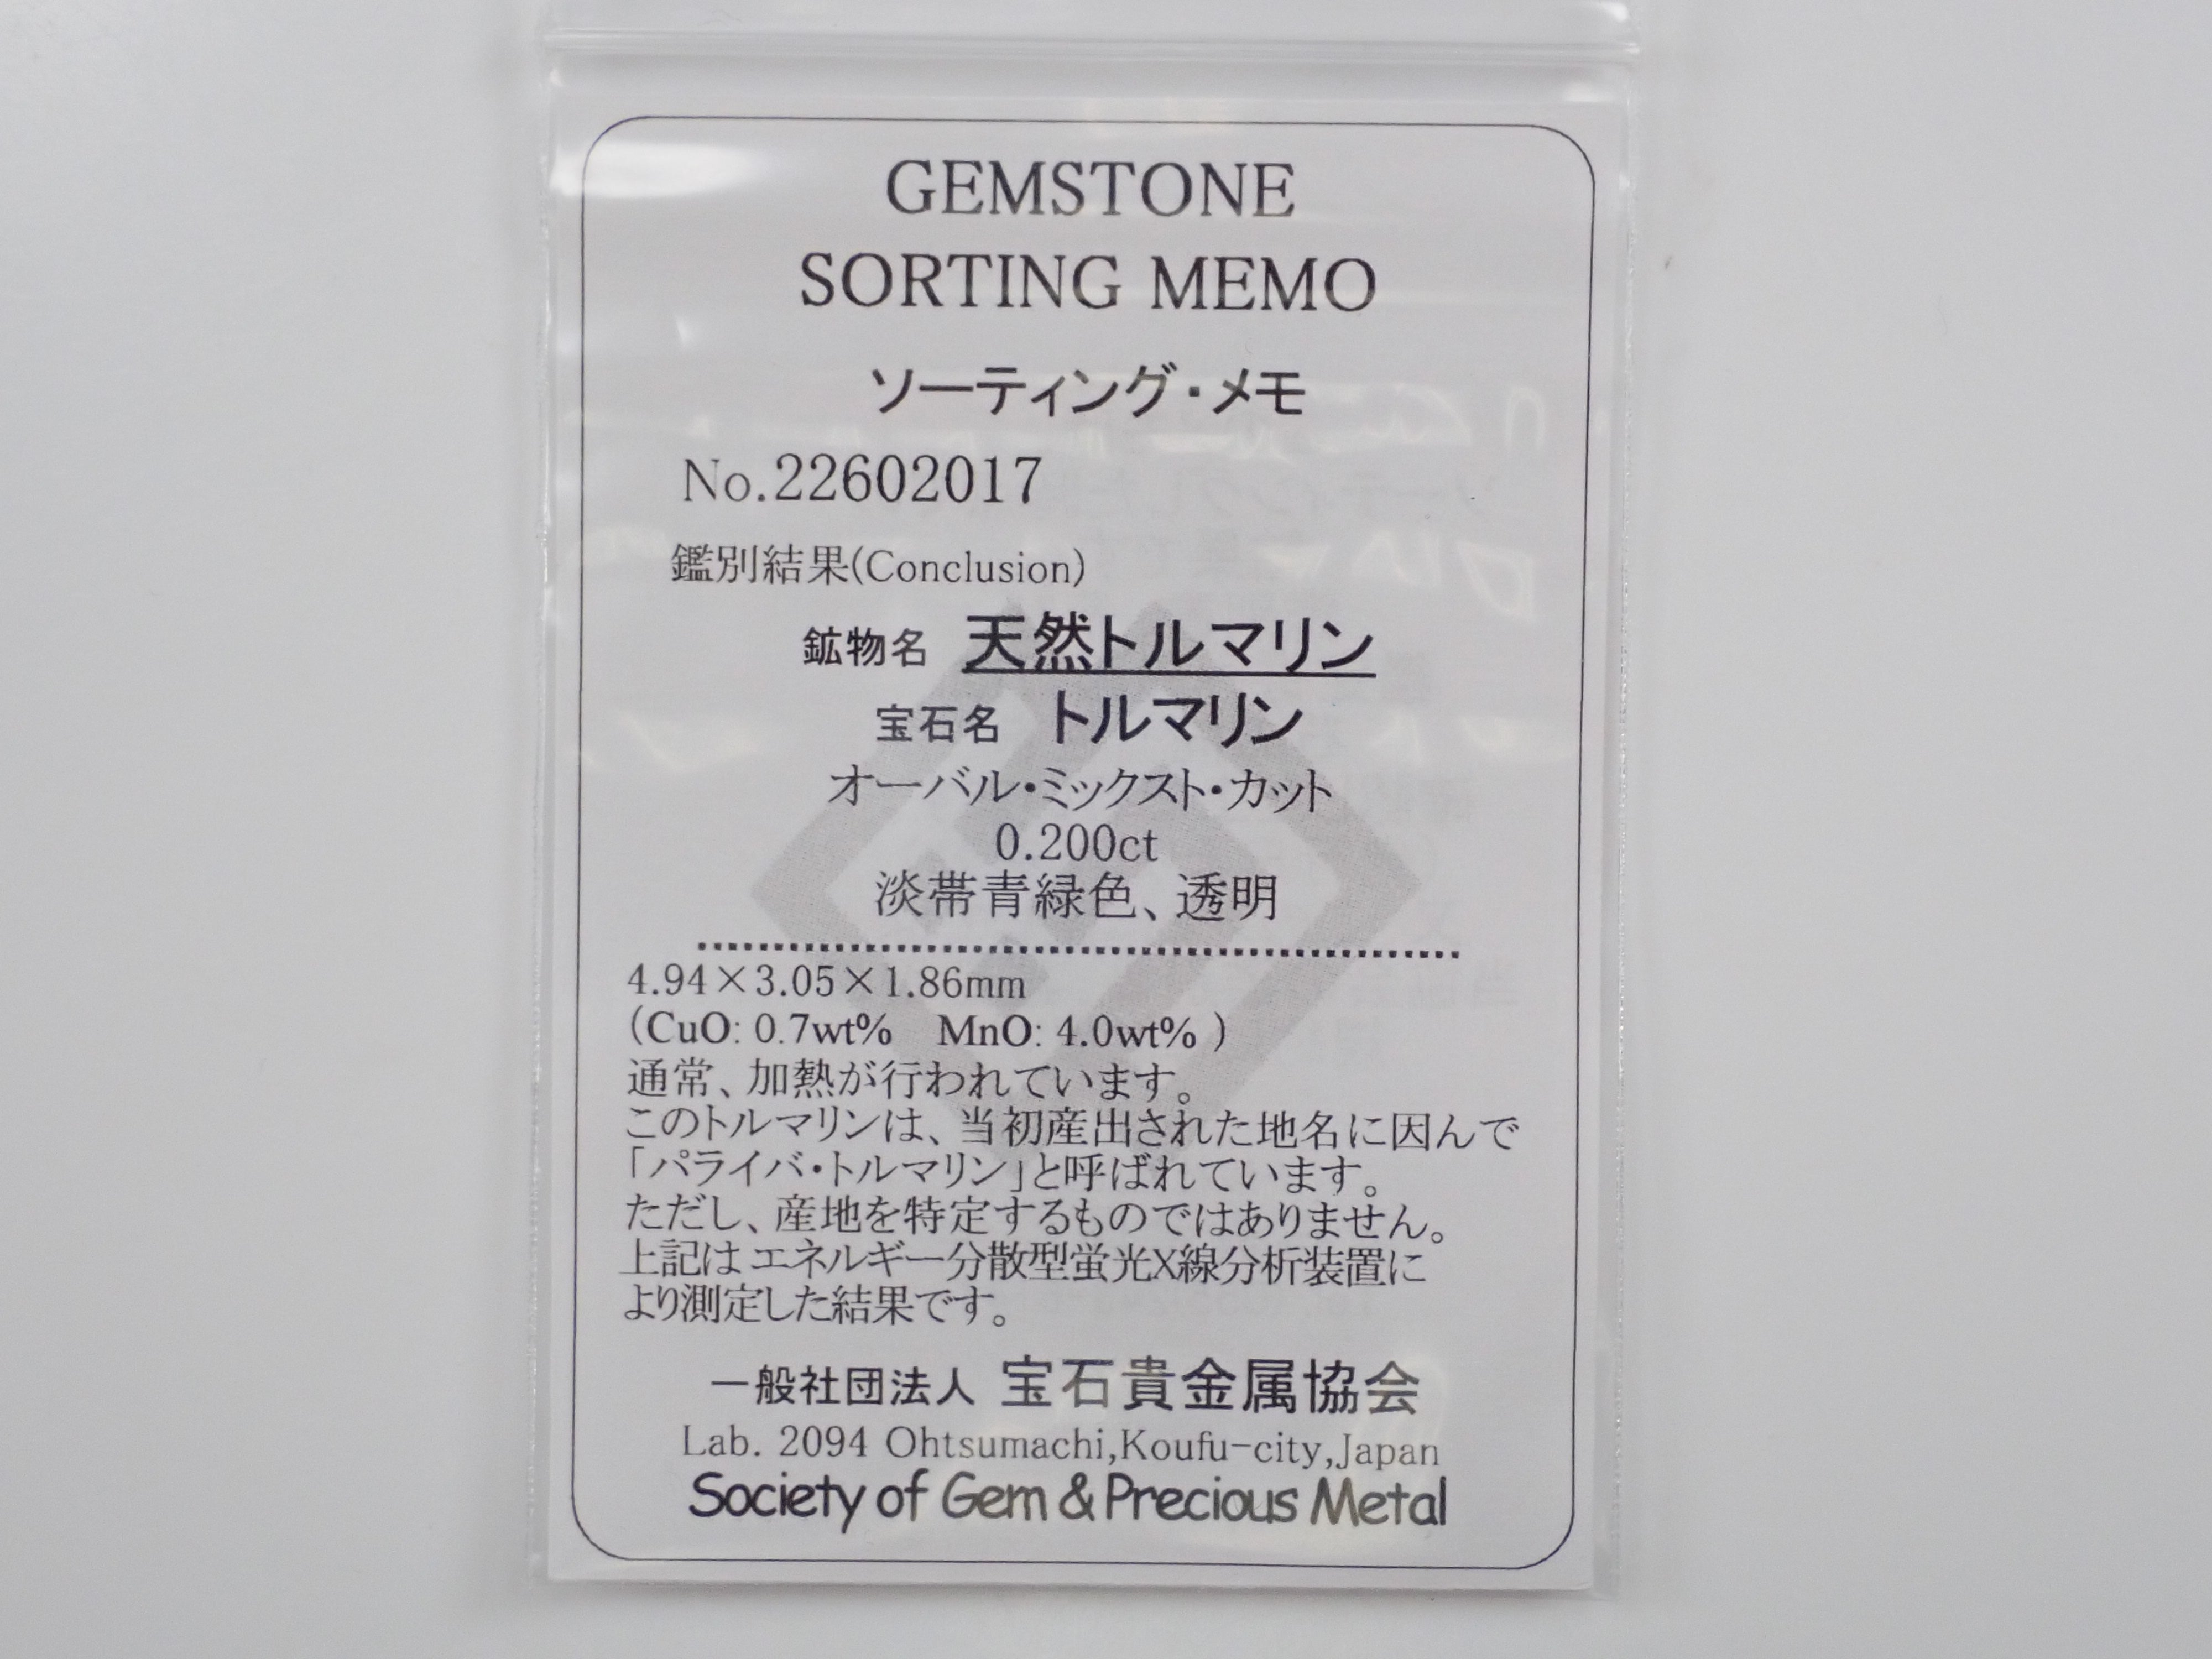 GEMSTONE
SORTING MEMO
ソーティング・メモ
No.22602017
鑑別結果(Conclusion)
鉱物名 天然トルマリン
宝石名 トルマリン
オーバル・ミックスト・カット
0.200ct
淡帯青緑色、透明
4.94×3.05×1.86mm
(CuO: 0.7wt% MnO: 4.0wt% )
通常、加熱が行われています。
このトルマリンは、当初産出された地名に因んで
「パライバ・トルマリン」と呼ばれています。
ただし、産地を特定するものではありません。
上記はエネルギー分散型蛍光X線分析装置に
より測定した結果です。
一般社団法人 宝石貴金属協会
Lab. 2094 Ohtsumachi,Koufu-city,Japan
Society of Gem & Precious Metal